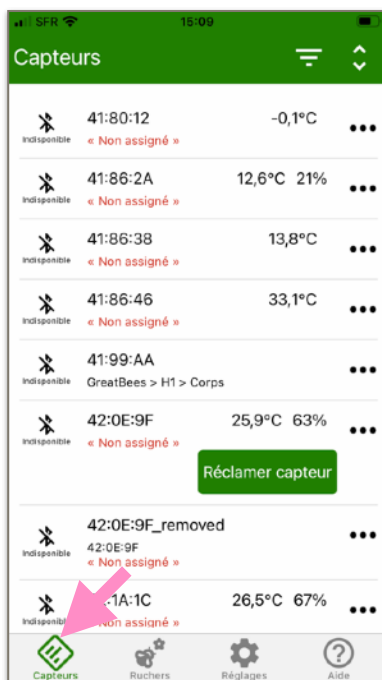 SFR 15:09
Capteurs
41:80:12 -0,1°C
Indisponible « Non assigné »
41:86:2A 12,6°C 21%
Indisponible « Non assigné »
41:86:38 13,8°C
Indisponible « Non assigné »
41:86:46 33,1°C
Indisponible « Non assigné »
41:99:AA
Indisponible GreatBees > H1 > Corps
42:0E:9F 25,9°C 63%
Indisponible « Non assigné »
Réclamer capteur
42:0E:9F_removed
42:0E:9F
Indisponible « Non assigné »
:1A:1C 26,5°C 67%
Indisponible Non assigné »
Capteurs Ruchers Réglages Aide
?